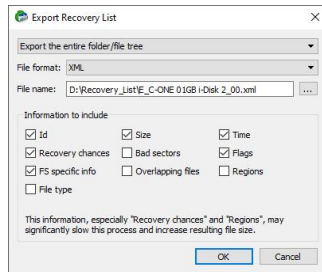 Export Recovery List
Export the entire folder/file tree
File format: XML
File name: D:\Recovery_List\E_C-ONE 01GB i-Disk 2_00.xml ...
Information to include
Id Size Time
Recovery chances Bad sectors Flags
FS specific info Overlapping files Regions
File type
This information, especially "Recovery chances" and "Regions", may
significantly slow this process and increase resulting file size.
OK Cancel